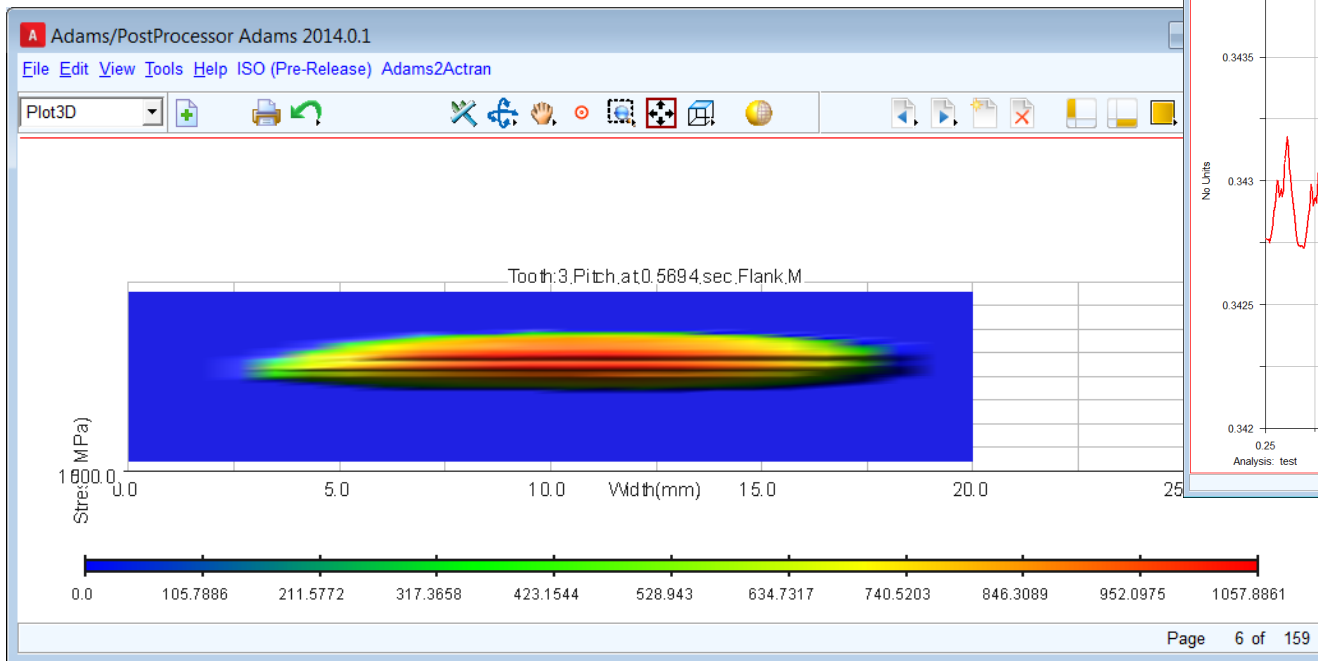 Adams/PostProcessor Adams 2014.0.1
File Edit View Tools Help ISO (Pre-Release) Adams2Actran
Plot3D
Tooth:3,Pitch,at,0.5694,sec,Flank,M
MPa)
0.0 5.0 10.0 Width(mm) 15.0 20.0 25
0.0 105.7886 211.5772 317.3658 423.1544 528.943 634.7317 740.5203 846.3089 952.0975 1057.8861
Page 6 of 159
0.3435
No Units
0.343
0.3425
0.342
0.25
Analysis: test